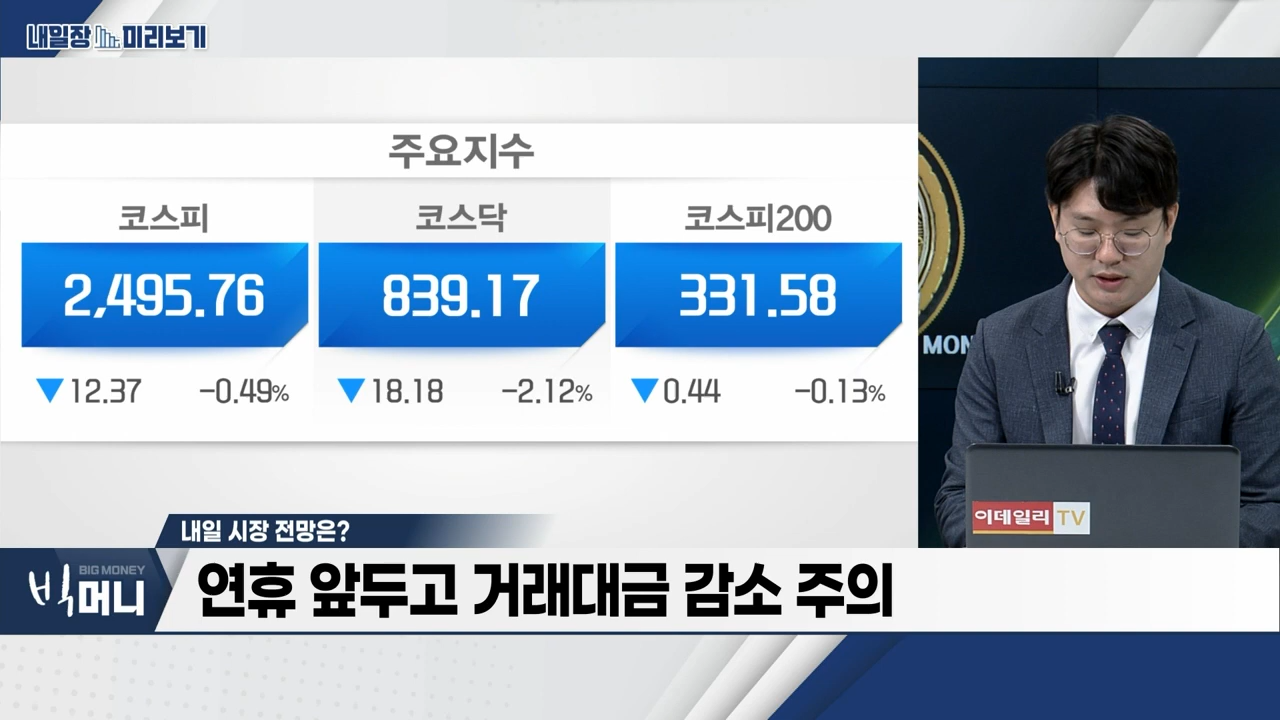 내일장 미리보기
주요지수
코스피
코스닥
코스피200
2,495.76
839.17
331.58
▼12.37 -0.49%
▼18.18 -2.12%
▼0.44 -0.13%
MON
이데일리 TV
내일 시장 전망은?
BIG MONEY
빅머니
연휴 앞두고 거래대금 감소 주의